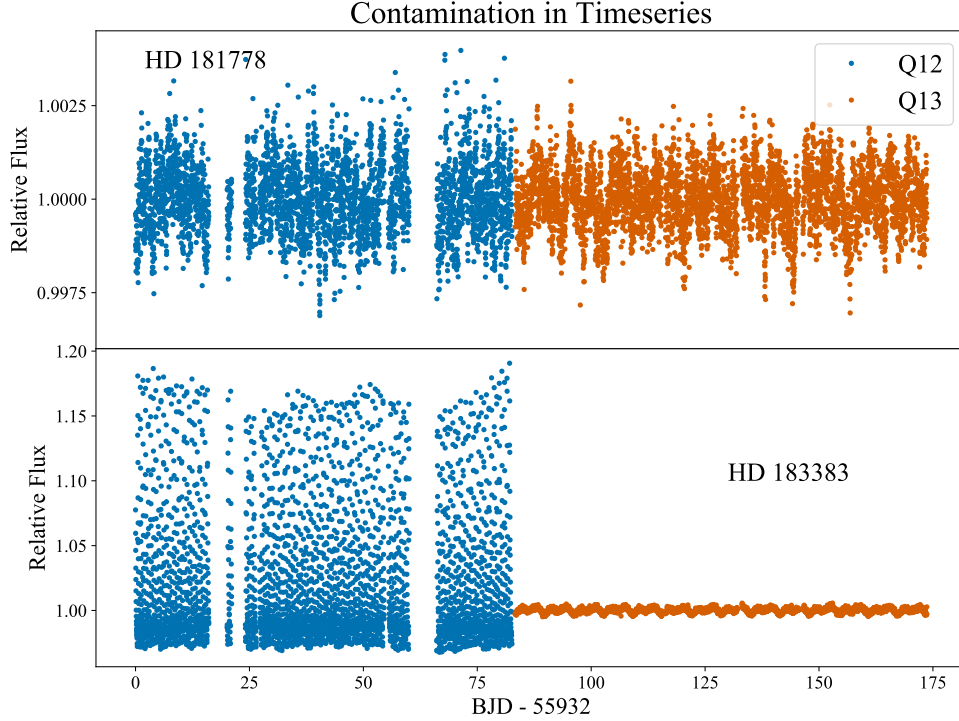 Contamination in Timeseries
HD 181778
Q12
Q13
1.0025
1.0000
0.9975
Relative Flux
1.20
1.15
1.10
1.05
1.00
Relative Flux
HD 183383
0 25 50 75 100 125 150 175
BJD - 55932